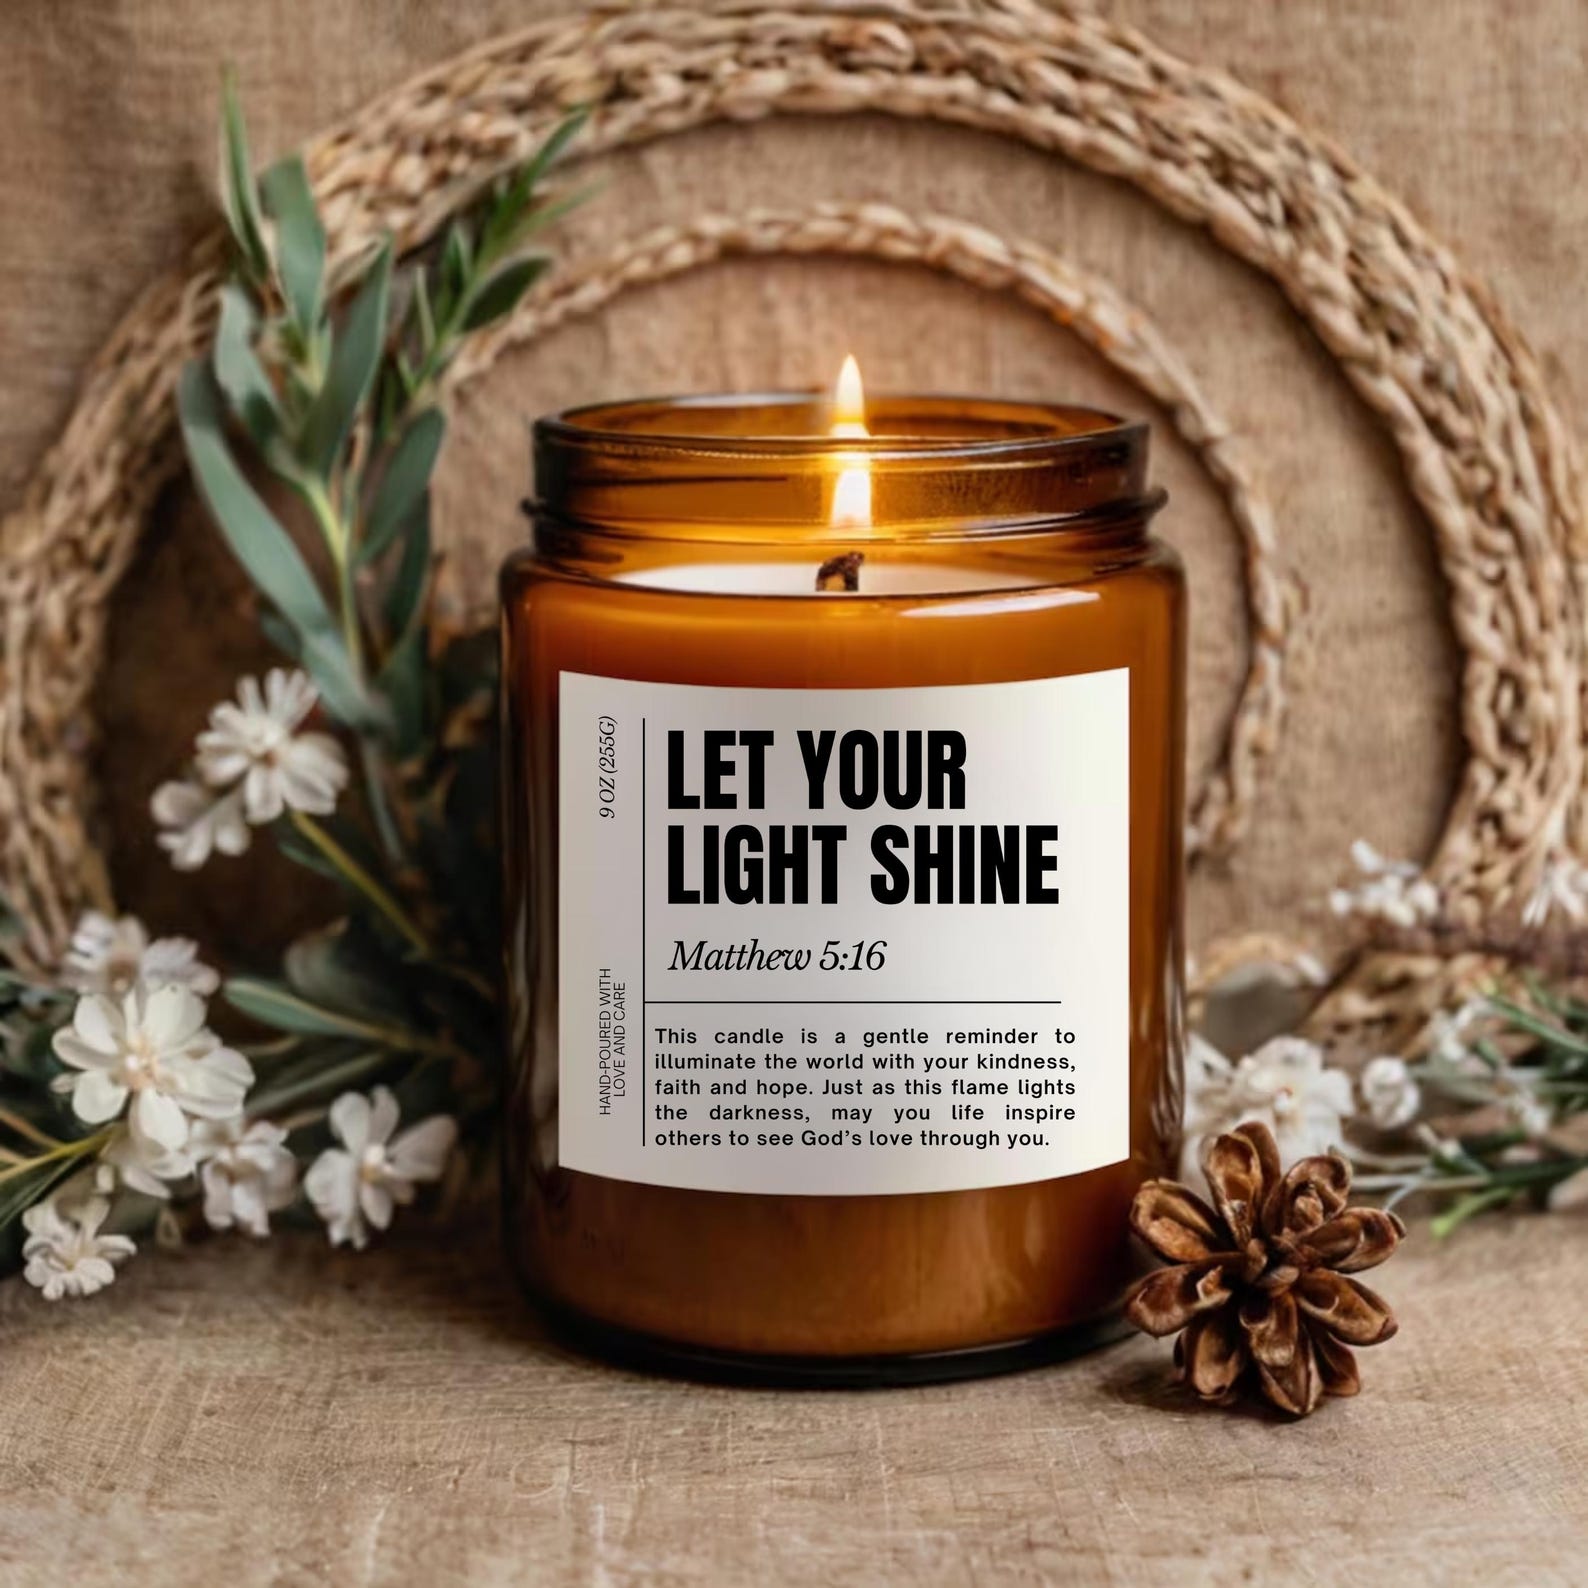 9 OZ (255G)
HAND-POURED WITH
LOVE AND CARE
LET YOUR
LIGHT SHINE
Matthew 5:16
This candle is a gentle reminder to
illuminate the world with your kindness,
faith and hope. Just as this flame lights
the darkness, may you life inspire
others to see God’s love through you.